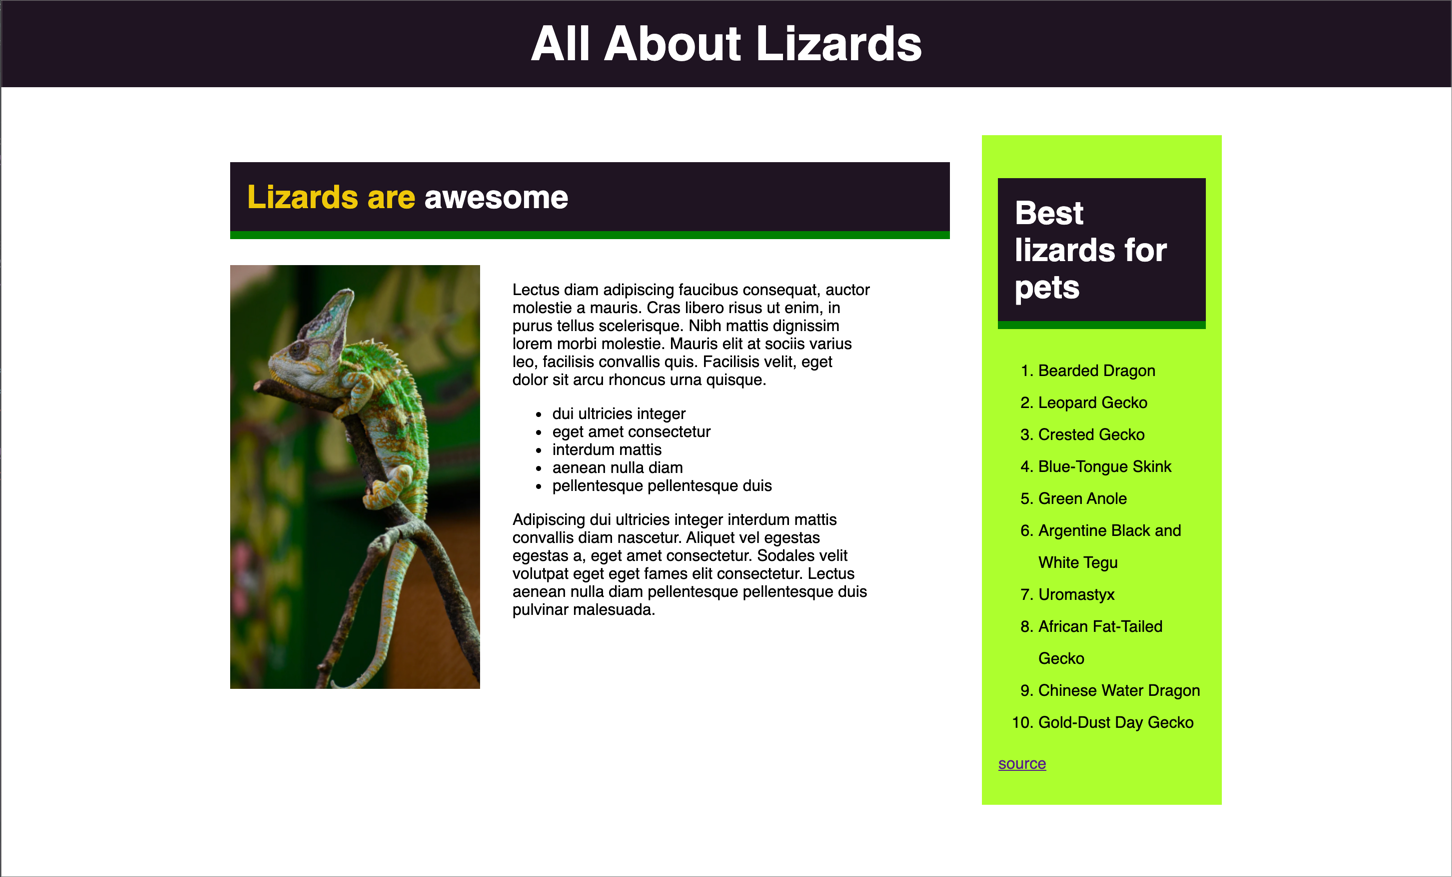 All About Lizards
Lizards are awesome
Lectus diam adipiscing faucibus consequat, auctor
molestie a mauris. Cras libero risus ut enim, in
purus tellus scelerisque. Nibh mattis dignissim
lorem morbi molestie. Mauris elit at sociis varius
leo, facilisis convallis quis. Facilisis velit, eget
dolor sit arcu rhoncus urna quisque.
• dui ultricies integer
• eget amet consectetur
• interdum mattis
• aenean nulla diam
• pellentesque pellentesque duis
Adipiscing dui ultricies integer interdum mattis
convallis diam nascetur. Aliquet vel egestas
egestas a, eget amet consectetur. Sodales velit
volutpat eget eget fames elit consectetur. Lectus
aenean nulla diam pellentesque pellentesque duis
pulvinar malesuada.
Best
lizards for
pets
1. Bearded Dragon
2. Leopard Gecko
3. Crested Gecko
4. Blue-Tongue Skink
5. Green Anole
6. Argentine Black and
White Tegu
7. Uromastyx
8. African Fat-Tailed
Gecko
9. Chinese Water Dragon
10. Gold-Dust Day Gecko
source